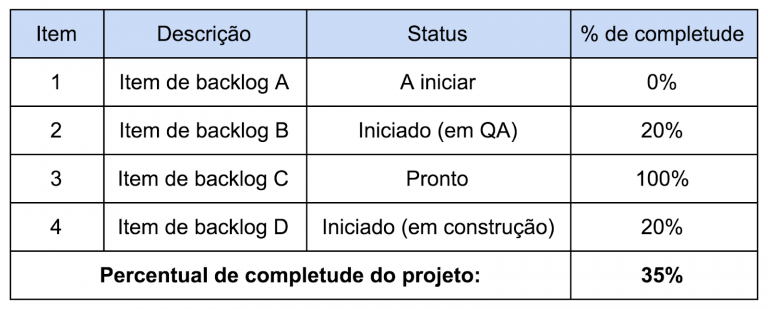 Item Descrição Status % de completude
1 Item de backlog A A iniciar 0%
2 Item de backlog B Iniciado (em QA) 20%
3 Item de backlog C Pronto 100%
4 Item de backlog D Iniciado (em construção) 20%
Percentual de completude do projeto: 35%